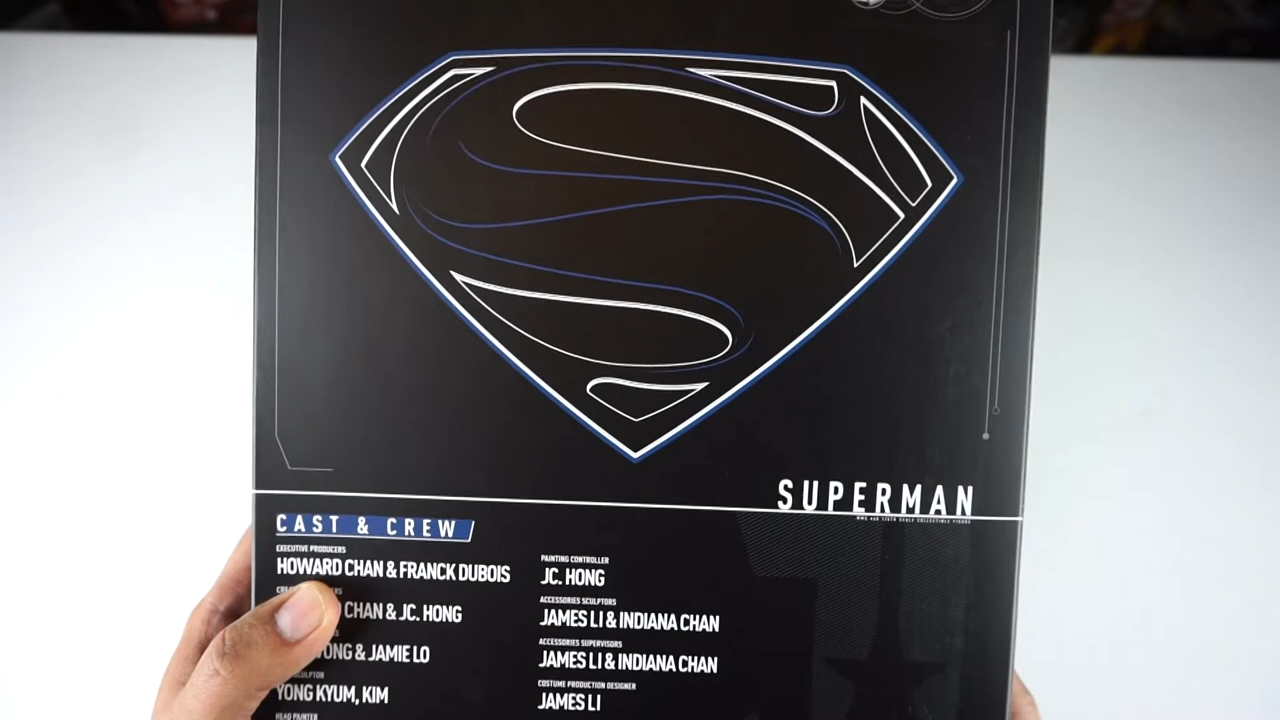 SUPERMAN
CAST & CREW
EXECUTIVE PRODUCERS
HOWARD CHAN & FRANCK DUBOIS
CHAN & JC. HONG
& JAMIE LO
YONG KYUM, KIM
HEAD PAINTER
PAINTING CONTROLLER
JC. HONG
ACCESSORIES SCULPTORS
JAMES LI & INDIANA CHAN
ACCESSORIES SUPERVISORS
JAMES LI & INDIANA CHAN
COSTUME PRODUCTION DESIGNER
JAMES LI